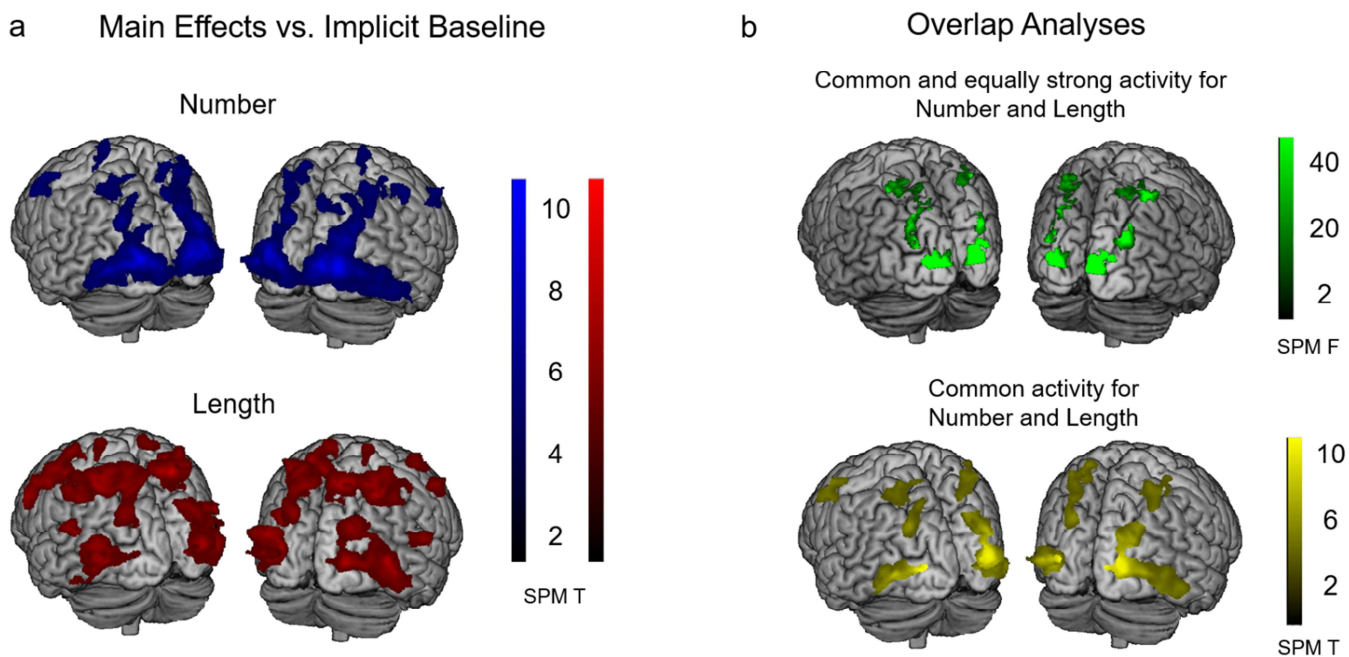 a
Main Effects vs. Implicit Baseline
Number
Length
10
8
6
4
2
SPM T
b
Overlap Analyses
Common and equally strong activity for
Number and Length
40
20
2
SPM F
Common activity for
Number and Length
10
6
2
SPM T